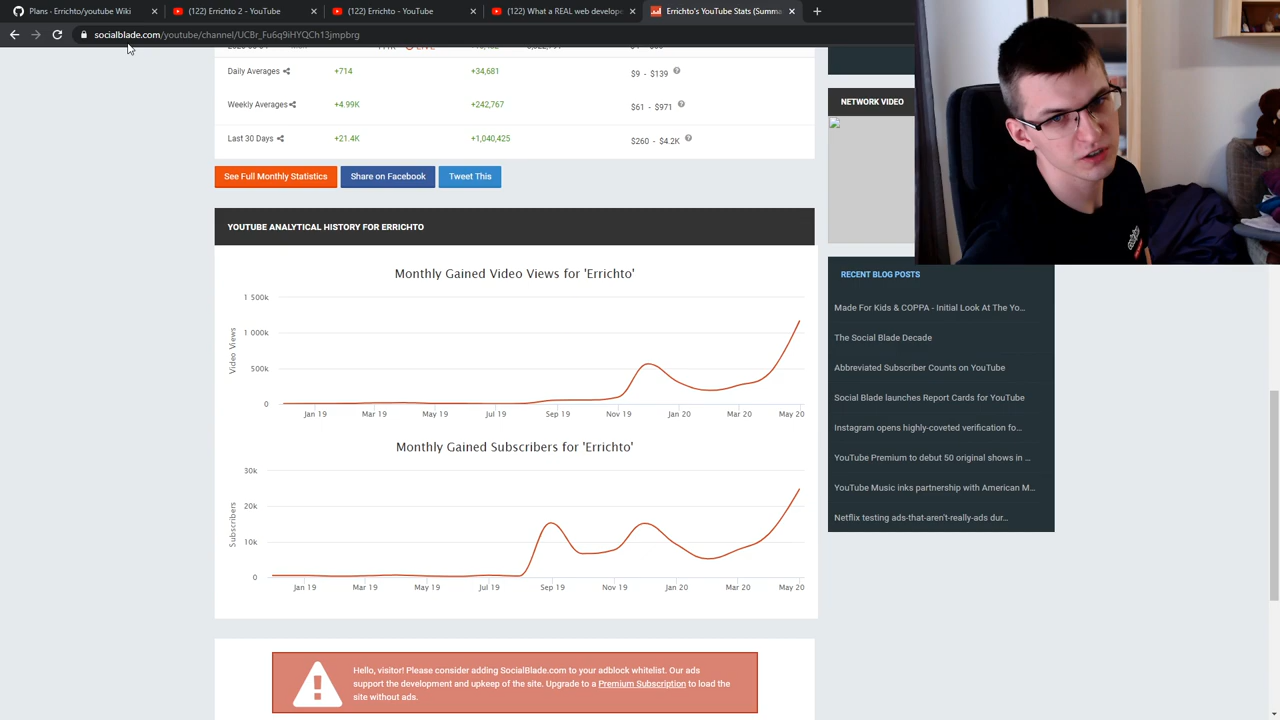 Plans - Errichto/youtube Wiki
(122) Errichto 2 - YouTube
(122) Errichto - YouTube
(122) What a REAL web develope
Errichto's YouTube Stats (Summa
socialblade.com/youtube/channel/UCBr_Fu6q9iHYQCh13jmpbrg
Daily Averages +714 +34,681 $9 - $139
Weekly Averages +4.99K +242,767 $61 - $971
Last 30 Days +21.4K +1,040,425 $260 - $4.2K
See Full Monthly Statistics
Share on Facebook
Tweet This
YOUTUBE ANALYTICAL HISTORY FOR ERRICHTO
Monthly Gained Video Views for 'Errichto'
Video Views
1 500k
1 000k
500k
0
Jan 19 Mar 19 May 19 Jul 19 Sep 19 Nov 19 Jan 20 Mar 20 May 20
Monthly Gained Subscribers for 'Errichto'
Subscribers
30k
20k
10k
0
Jan 19 Mar 19 May 19 Jul 19 Sep 19 Nov 19 Jan 20 Mar 20 May 20
Hello, visitor! Please consider adding SocialBlade.com to your adblock whitelist. Our ads
support the development and upkeep of the site. Upgrade to a Premium Subscription to load the
site without ads.
NETWORK VIDEO
RECENT BLOG POSTS
Made For Kids & COPPA - Initial Look At The Yo...
The Social Blade Decade
Abbreviated Subscriber Counts on YouTube
Social Blade launches Report Cards for YouTube
Instagram opens highly-coveted verification fo...
YouTube Premium to debut 50 original shows in ...
YouTube Music inks partnership with American M...
Netflix testing ads-that-aren't-really-ads dur...